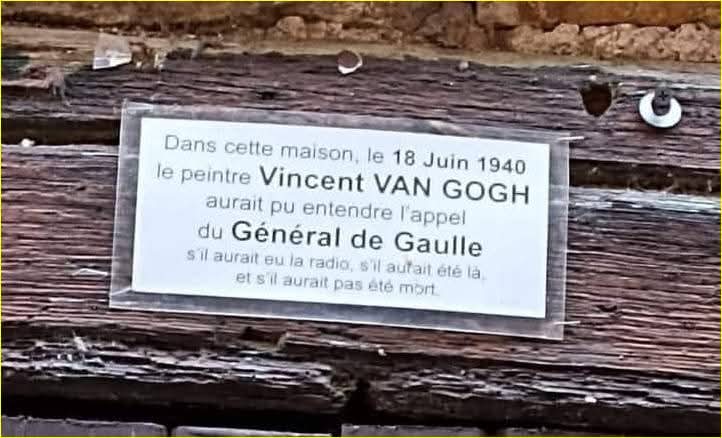 Dans cette maison, le 18 Juin 1940
le peintre Vincent VAN GOGH
aurait pu entendre l'appel
du Général de Gaulle
s'il aurait eu la radio, s'il aurait été là,
et s'il aurait pas été mort.